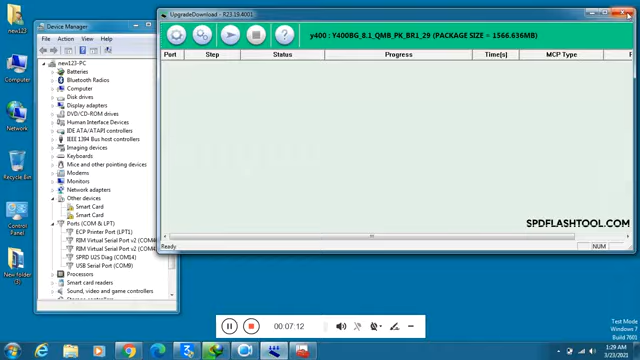 new123
Computer
Network
Recycle Bin
Control
Panel
New folder
(3)
Device Manager
File Action View Help
new123-PC
Batteries
Bluetooth Radios
Computer
Disk drives
Display adapters
DVD/CD-ROM drives
Human Interface Devices
IDE ATA/ATAPI controllers
IEEE 1394 Bus host controllers
Imaging devices
Keyboards
Mice and other pointing devices
Modems
Monitors
Network adapters
Other devices
Smart Card
Smart Card
Ports (COM & LPT)
ECP Printer Port (LPT1)
RIM Virtual Serial Port v2 (COM
RIM Virtual Serial Port v2 (COM
SPRD U2S Diag (COM14)
USB Serial Port (COM9)
Processors
Smart card readers
Sound, video and game controllers
UpgradeDownload - R23.19.4001
y400 : Y400BG_8.1_QMB_PK_BR1_29 (PACKAGE SIZE = 1566.636MB)
Port Step Status Progress Time(s) MCP Type
SPDFLASHTOOL.COM
Ready
NUM
00:07:12
Test Mode
Windows 7
Build 7601
1:29 AM
3/23/2021